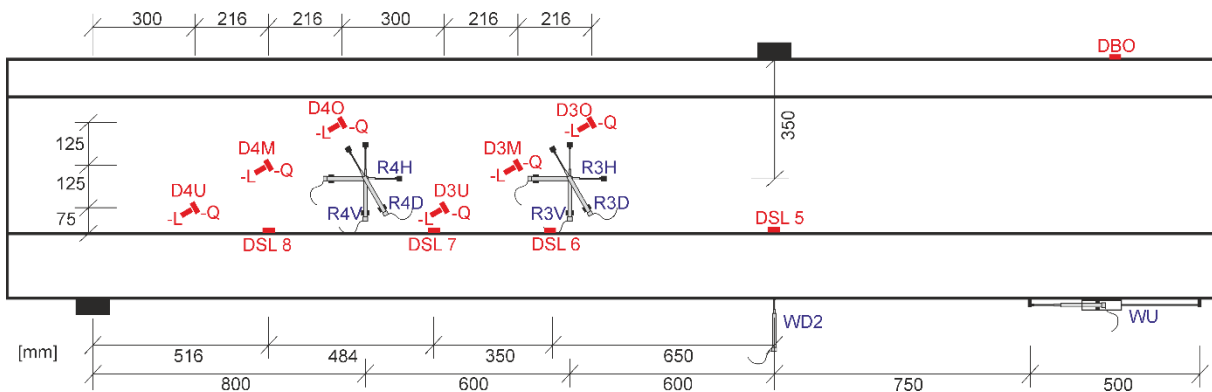 300 216 216 300 216 216
DBO
D4O D3O
-L -Q -L -Q
350
125
D4M D3M
-L -Q R4H -L -Q R3H
125
D4U D3U
-L -Q R4V R4D -L -Q R3V R3D
75
DSL 8 DSL 7 DSL 6 DSL 5
WD2 WU
[mm]
516 484 350 650
800 600 600 750 500